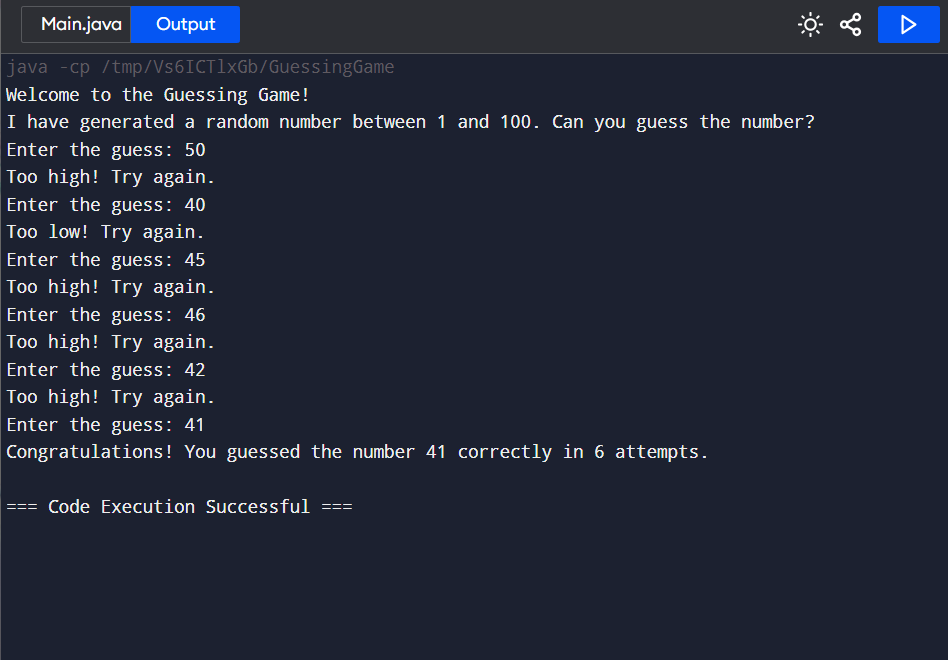 Main.java Output
java -cp /tmp/Vs6ICTlxGb/GuessingGame
Welcome to the Guessing Game!
I have generated a random number between 1 and 100. Can you guess the number?
Enter the guess: 50
Too high! Try again.
Enter the guess: 40
Too low! Try again.
Enter the guess: 45
Too high! Try again.
Enter the guess: 46
Too high! Try again.
Enter the guess: 42
Too high! Try again.
Enter the guess: 41
Congratulations! You guessed the number 41 correctly in 6 attempts.
=== Code Execution Successful ===